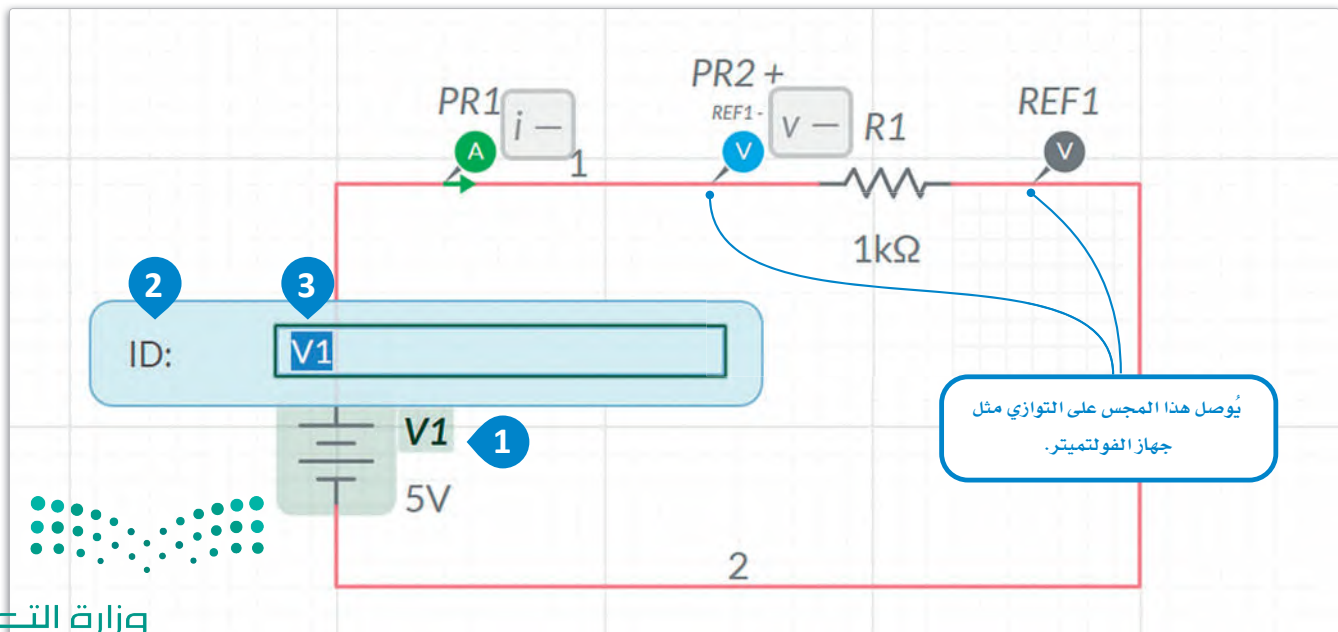 PR1
i —
A
1
PR2 +
REF1 -
V
v —
R1
1kΩ
REF1
V
2
3
ID:
V1
V1
1
5V
يُوصل هذا المجس على التوازي مثل
جهاز الفولتميتر.
2
وزارة التـ